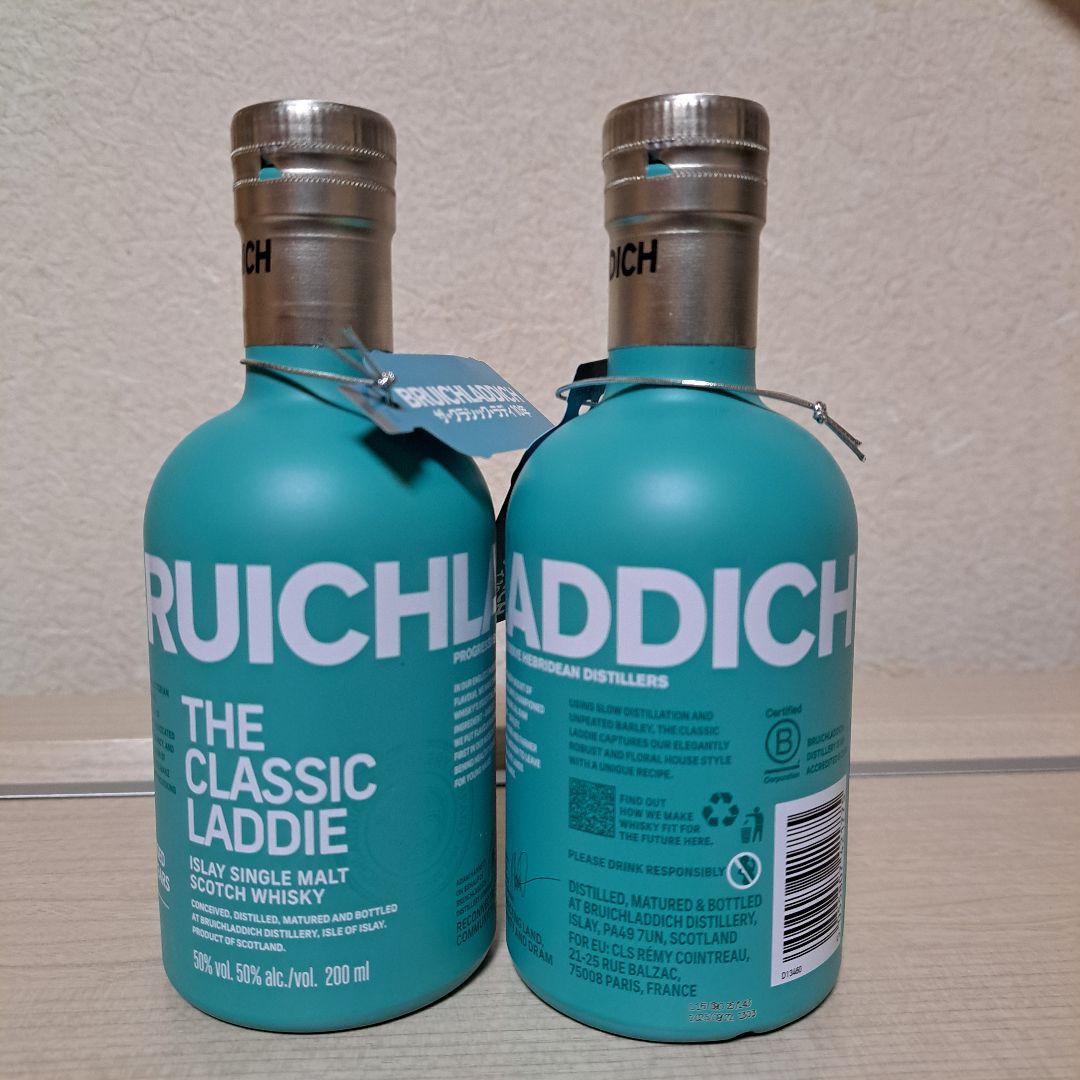 ICH
BRUICHLADDICH
ザ・クラシック・ラディ10年
RUICHLA
PROGRESS
THE
CLASSIC
LADDIE
ISLAY SINGLE MALT
SCOTCH WHISKY
CONCEIVED, DISTILLED, MATURED AND BOTTLED
AT BRUICHLADDICH DISTILLERY, ISLE OF ISLAY.
PRODUCT OF SCOTLAND.
50% vol. 50% alc./vol. 200 ml
DICH
ADDICH
HEBRIDEAN DISTILLERS
USING SLOW DISTILLATION AND
UNPEATED BARLEY, THE CLASSIC
LADDIE CAPTURES OUR ELEGANTLY
ROBUST AND FLORAL HOUSE STYLE
WITH A UNIQUE RECIPE.
Certified
B
Corporation
FIND OUT
HOW WE MAKE
WHISKY FIT FOR
THE FUTURE HERE.
PLEASE DRINK RESPONSIBLY
DISTILLED, MATURED & BOTTLED
AT BRUICHLADDICH DISTILLERY,
ISLAY, PA49 7UN, SCOTLAND
FOR EU: CLS RÉMY COINTREAU,
21-25 RUE BALZAC,
75008 PARIS, FRANCE
D13460